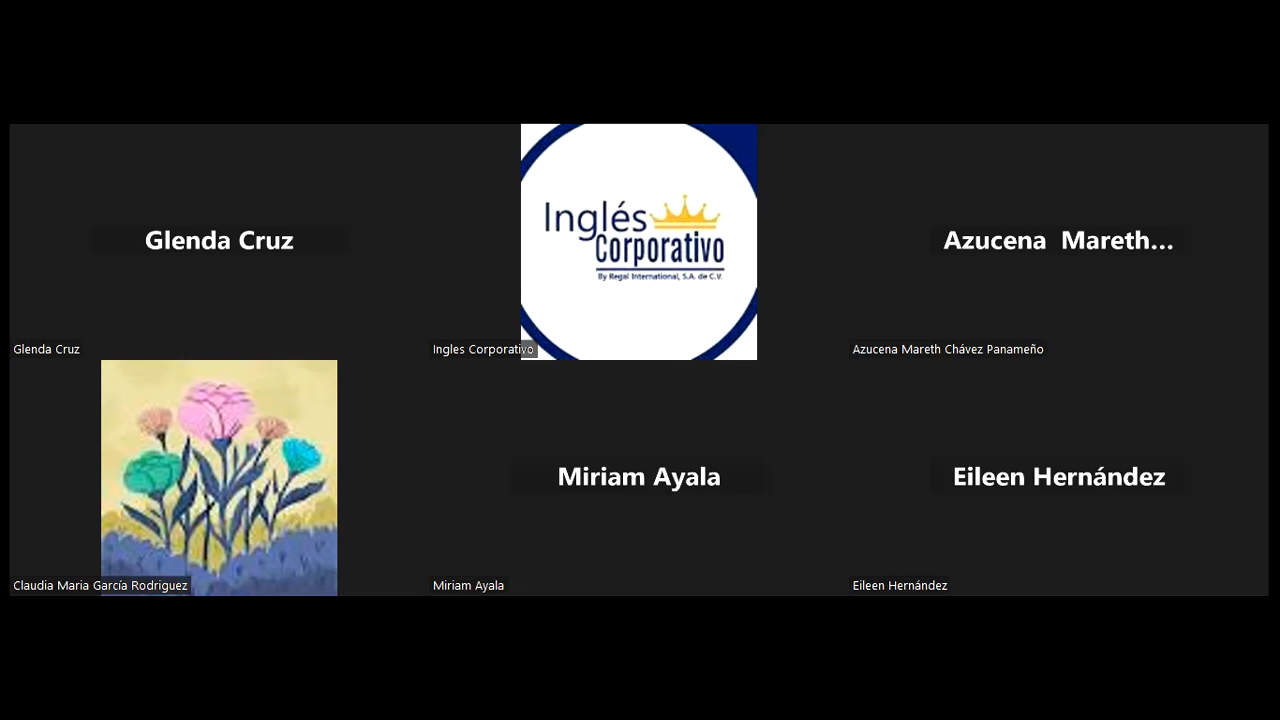 Glenda Cruz
Inglés
Corporativo
By Regal International, S.A. de C.V.
Azucena Mareth...
Glenda Cruz
Ingles Corporativo
Azucena Mareth Chávez Panameño
Miriam Ayala
Eileen Hernández
Claudia Maria García Rodriguez
Miriam Ayala
Eileen Hernández